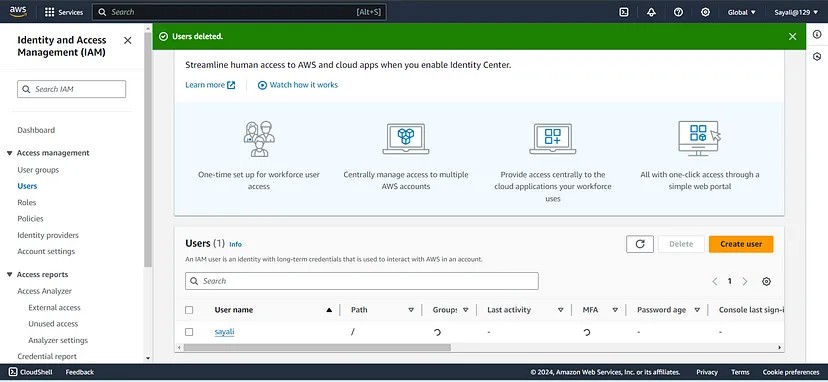 aws
Services
Search
[Alt+S]
Global
Sayali@129
Identity and Access
Management (IAM)
Search IAM
Dashboard
Access management
User groups
Users
Roles
Policies
Identity providers
Account settings
Access reports
Access Analyzer
External access
Unused access
Analyzer settings
Credential report
Users deleted.
Streamline human access to AWS and cloud apps when you enable Identity Center.
Learn more
Watch how it works
One-time set up for workforce user
access
Centrally manage access to multiple
AWS accounts
Provide access centrally to the
cloud applications your workforce
uses
All with one-click access through a
simple web portal
Users (1) Info
Delete
Create user
An IAM user is an identity with long-term credentials that is used to interact with AWS in an account.
Search
1
User name Path Groups Last activity MFA Password age Console last sign-i
sayali / - - -
CloudShell Feedback © 2024, Amazon Web Services, Inc. or its affiliates. Privacy Terms Cookie preferences